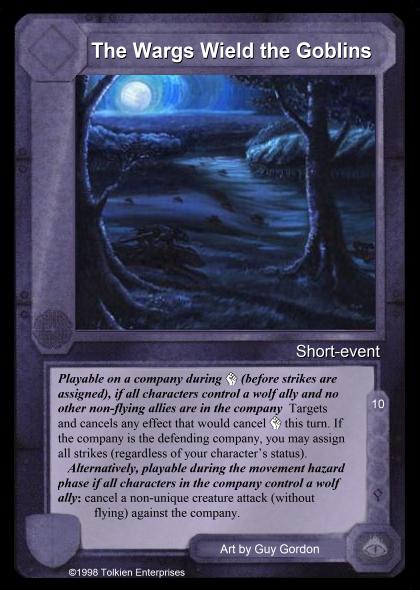 The Wargs Wield the Goblins
Short-event
Playable on a company during (before strikes are
assigned), if all characters control a wolf ally and no
other non-flying allies are in the company Targets
and cancels any effect that would cancel this turn. If
the company is the defending company, you may assign
all strikes (regardless of your character's status).
Alternatively, playable during the movement hazard
phase if all characters in the company control a wolf
ally: cancel a non-unique creature attack (without
flying) against the company.
10
Art by Guy Gordon
©1998 Tolkien Enterprises